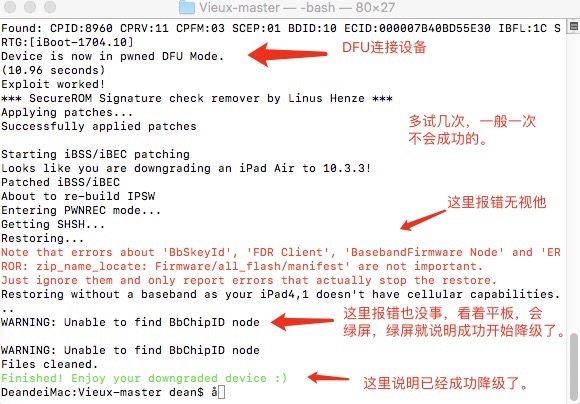 Vieux-master — -bash — 80×27
Found: CPID:8960 CPRV:11 CPFM:03 SCEP:01 BDID:10 ECID:000007B40BD55E30 IBFL:1C S
RTG:[iBoot-1704.10]
DFU连接设备
Device is now in pwned DFU Mode.
(10.96 seconds)
Exploit worked!
*** SecureROM Signature check remover by Linus Henze ***
Applying patches...
Successfully applied patches
多试几次，一般一次
不会成功的。
Starting iBSS/iBEC patching
Looks like you are downgrading an iPad Air to 10.3.3!
Patched iBSS/iBEC
About to re-build IPSW
Entering PWNREC mode...
这里报错无视他
Getting SHSH...
Restoring...
Note that errors about 'BbSkeyId', 'FDR Client', 'BasebandFirmware Node' and 'ER
ROR: zip_name_locate: Firmware/all_flash/manifest' are not important.
Just ignore them and only report errors that actually stop the restore.
Restoring without a baseband as your iPad4,1 doesn't have cellular capabilities.
..
WARNING: Unable to find BbChipID node
这里报错也没事，看着平板，会
绿屏，绿屏就说明成功开始降级了。
WARNING: Unable to find BbChipID node
Files cleaned.
Finished! Enjoy your downgraded device :)
这里说明已经成功降级了。
DeandeiMac:Vieux-master dean$ å